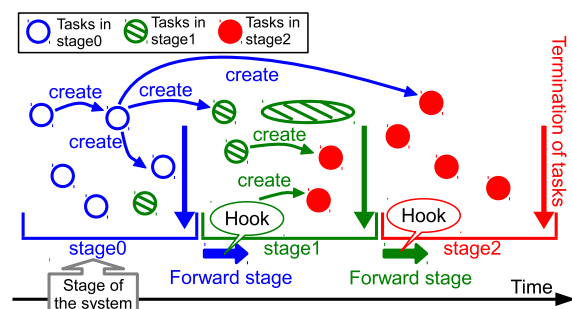 Tasks in
stage0
Tasks in
stage1
Tasks in
stage2
create
create
create
create
create
create
Termination of tasks
Hook
Hook
stage0
stage1
stage2
Forward stage
Forward stage
Stage of
the system
Time